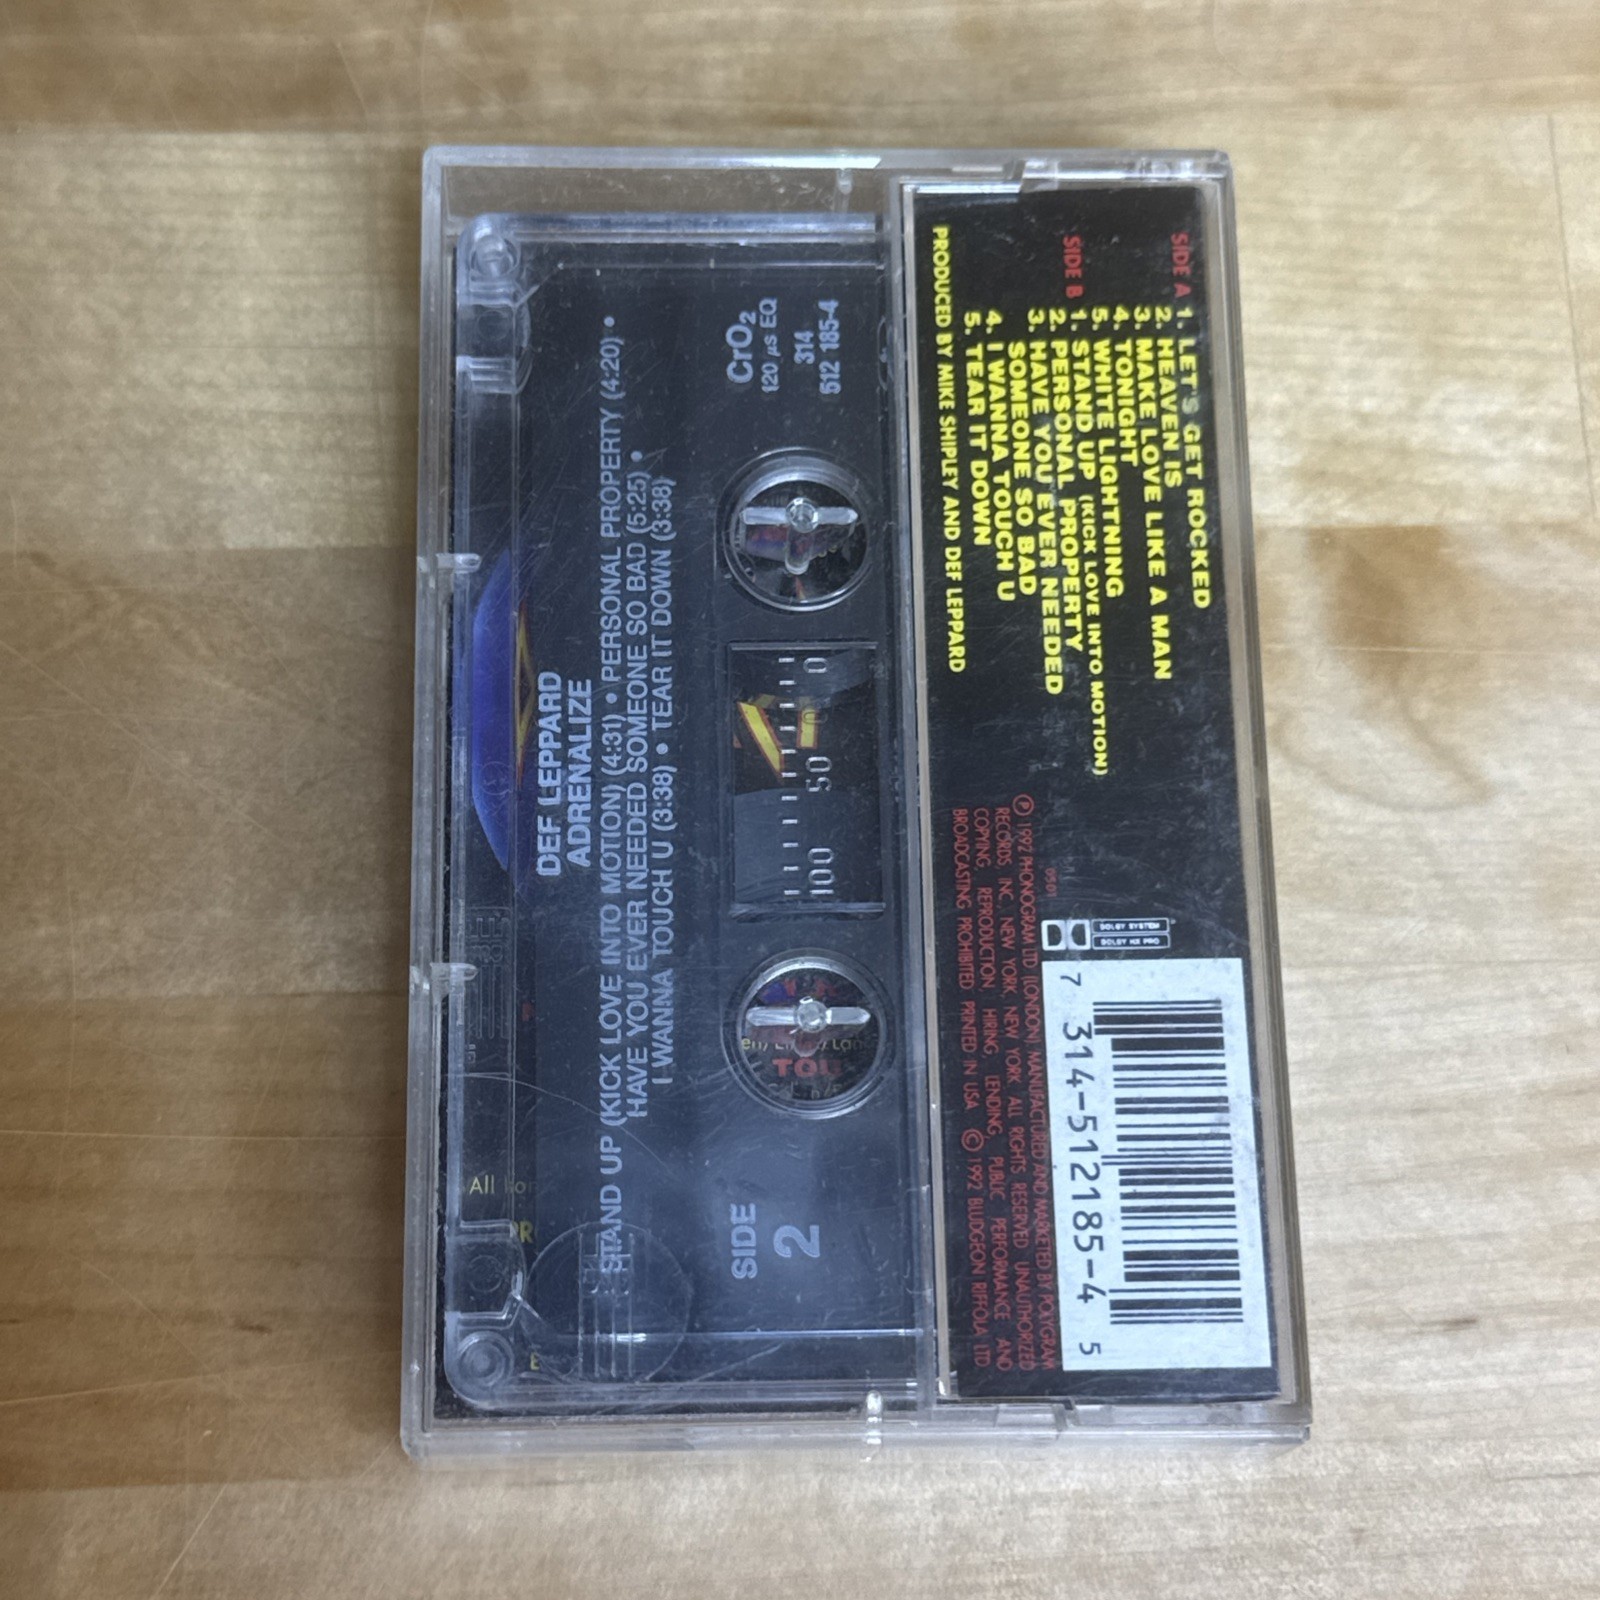 SIDE A 1. LET'S GET ROCKED
2. HEAVEN IS
3. MAKE LOVE LIKE A MAN
4. TONIGHT
5. WHITE LIGHTNING
SIDE B 1. STAND UP (KICK LOVE INTO MOTION)
2. PERSONAL PROPERTY
3. HAVE YOU EVER NEEDED
SOMEONE SO BAD
4. I WANNA TOUCH U
5. TEAR IT DOWN
PRODUCED BY MIKE SHIPLEY AND DEF LEPPARD
DOLBY SYSTEM
DOLBY HX PRO
℗ 1992 PHONOGRAM LTD (LONDON) MANUFACTURED AND MARKETED BY POLYGRAM
RECORDS, INC, NEW YORK, NEW YORK. ALL RIGHTS RESERVED. UNAUTHORIZED
COPYING, REPRODUCTION, HIRING, LENDING, PUBLIC PERFORMANCE AND
BROADCASTING PROHIBITED PRINTED IN USA © 1992 BLUDGEON RIFFOLA LTD
7 314-512185-4 5
DEF LEPPARD
ADRENALIZE
STAND UP (KICK LOVE INTO MOTION) (4:31) • PERSONAL PROPERTY (4:20) •
HAVE YOU EVER NEEDED SOMEONE SO BAD (5:25) •
I WANNA TOUCH U (3:38) • TEAR IT DOWN (3:38)
CrO2
120 µs EQ
314
512 185-4
100 50 0
SIDE
2
All
TOU